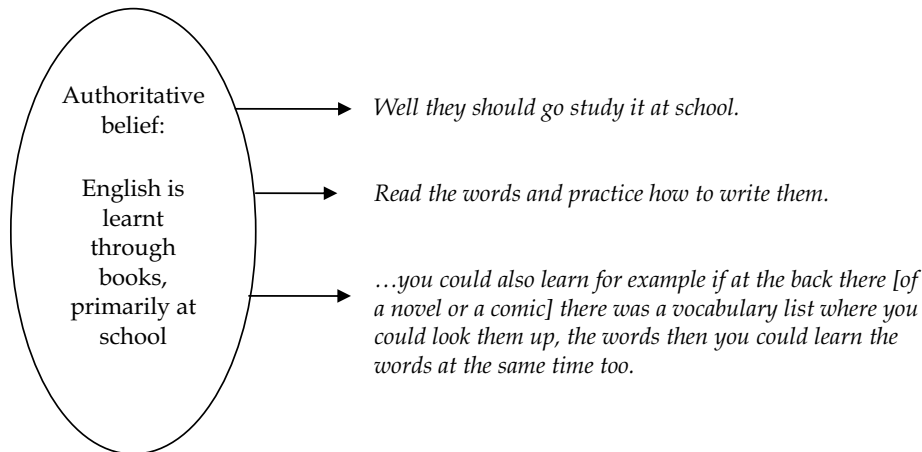 Authoritative
belief:
English is
learnt
through
books,
primarily at
school
Well they should go study it at school.
Read the words and practice how to write them.
…you could also learn for example if at the back there [of
a novel or a comic] there was a vocabulary list where you
could look them up, the words then you could learn the
words at the same time too.